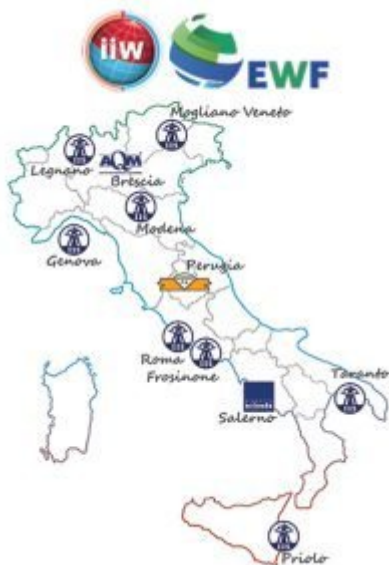 iiw
EWF
Mogliano Veneto
Legnano
AQM
Brescia
Modena
Genova
Perugia
Roma
Frosinone
Salerno
Taranto
Priolo